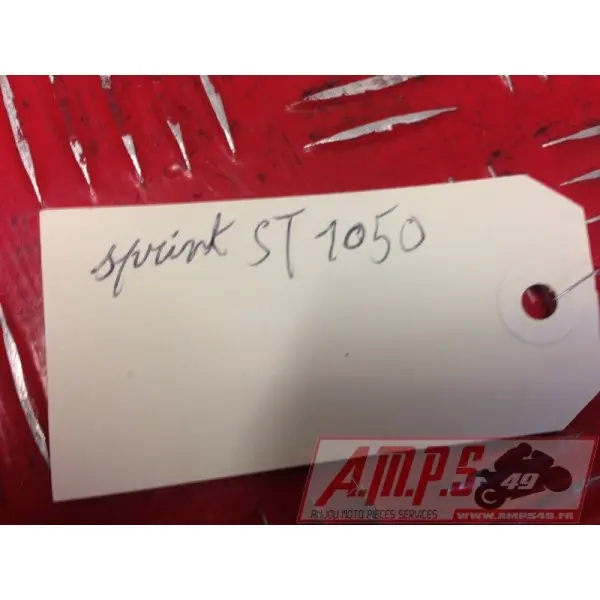 sprint ST 1050
A.M.P.S 49
ANJOU MOTO PIECES SERVICES
WWW.AMPS49.FR